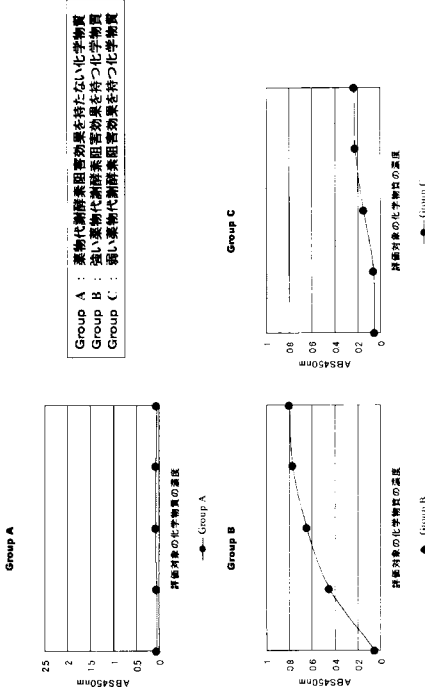 Group A
2.5
2
1.5
1
0.5
0
ABS450nm
評価対象の化学物質の濃度
Group A
Group A : 薬物代謝酵素阻害効果を持たない化学物質
Group B : 強い薬物代謝酵素阻害効果を持つ化学物質
Group C : 弱い薬物代謝酵素阻害効果を持つ化学物質
Group B
1
0.8
0.6
0.4
0.2
0
ABS450nm
評価対象の化学物質の濃度
Group B
Group C
1
0.8
0.6
0.4
0.2
0
ABS450nm
評価対象の化学物質の濃度
Group C